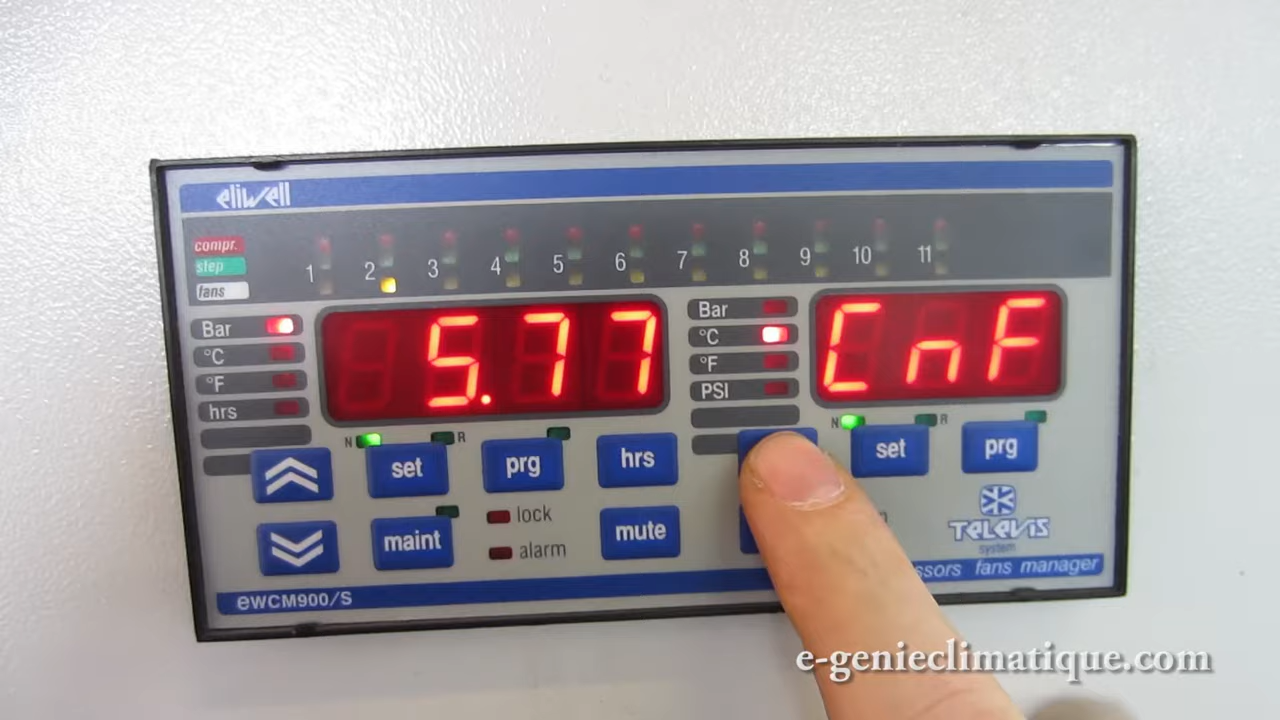 eliwell
compr.
step
fans
1 2 3 4 5 6 7 8 9 10 11
Bar
°C
°F
hrs
5.77
Bar
°C
°F
PSI
CnF
N R
set
prg
hrs
N R
set
prg
maint
lock
alarm
mute
TELEVIS
system
fans manager
EWCM900/S
e-genieclimatique.com